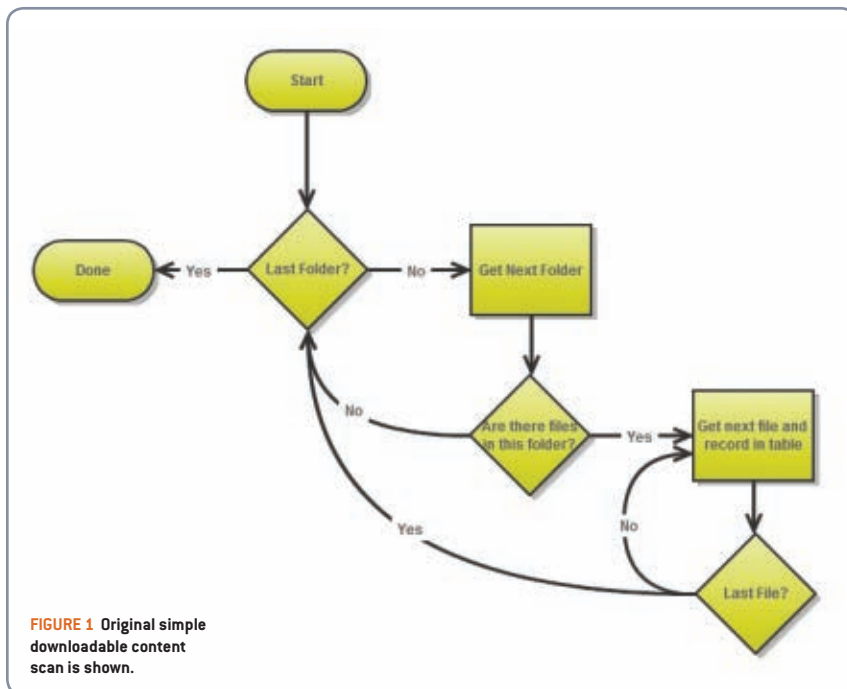 Start
Done
Yes
Last Folder?
No
Get Next Folder
No
Are there files
in this folder?
Yes
Get next file and
record in table
Yes
No
Last File?
FIGURE 1 Original simple
downloadable content
scan is shown.